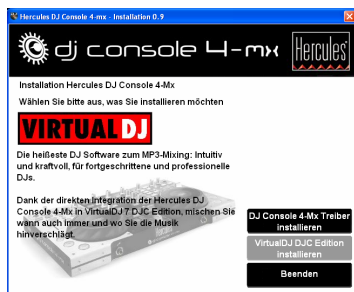 Hercules DJ Console 4-mx - Installation 0.9
dj console 4-mx
Hercules
Installation Hercules DJ Console 4-Mx
Wählen Sie bitte aus, was Sie installieren möchten
VIRTUAL DJ
Die heißeste DJ Software zum MP3-Mixing: Intuitiv
und kraftvoll, für fortgeschrittene und professionelle
DJs.
Dank der direkten Integration der Hercules DJ
Console 4-Mx in VirtualDJ 7 DJC Edition, mischen Sie
wann auch immer und wo Sie die Musik
hinverschlägt.
DJ Console 4-Mx Treiber
installieren
VirtualDJ DJC Edition
installieren
Beenden